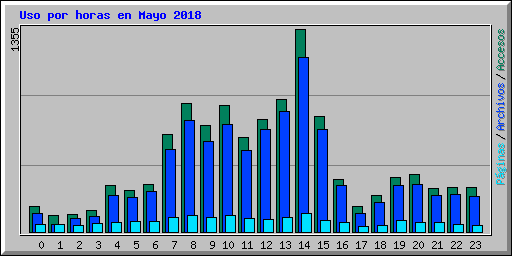 Uso por horas en Mayo 2018
1355
Páginas / Archivos / Accesos
0 1 2 3 4 5 6 7 8 9 10 11 12 13 14 15 16 17 18 19 20 21 22 23